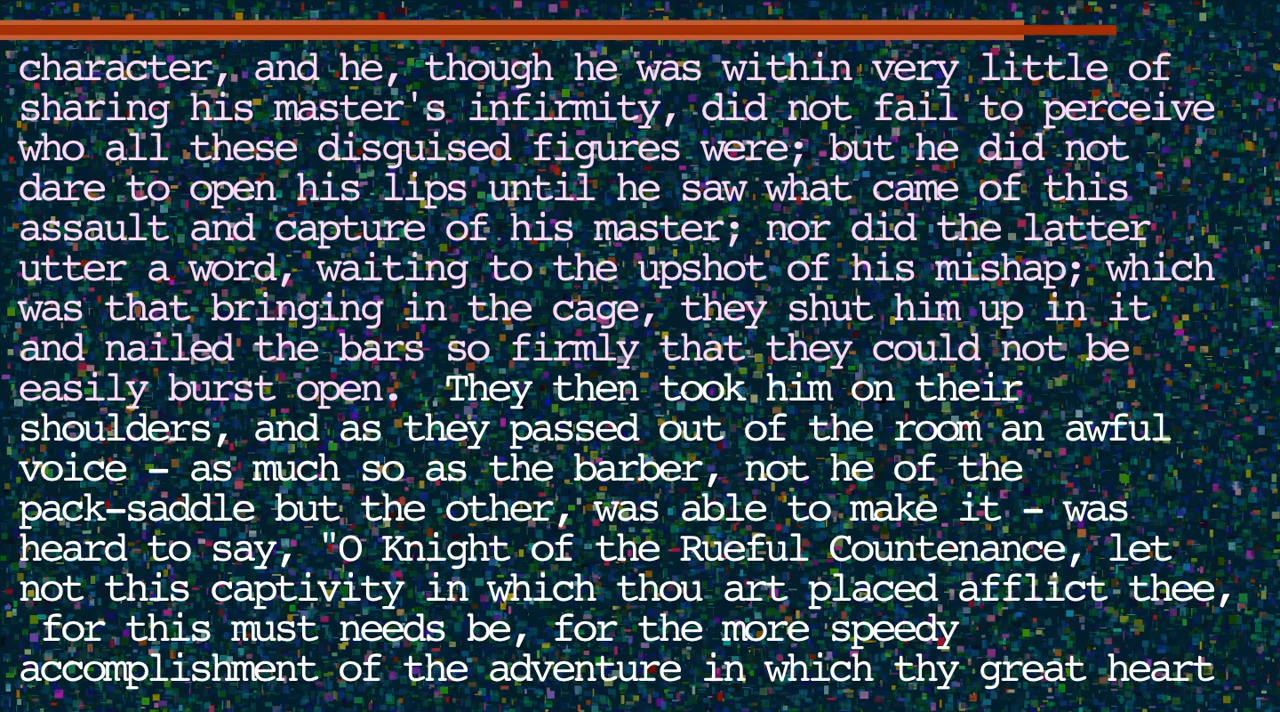 character, and he, though he was within very little of
sharing his master's infirmity, did not fail to perceive
who all these disguised figures were; but he did not
dare to open his lips until he saw what came of this
assault and capture of his master; nor did the latter
utter a word, waiting to the upshot of his mishap; which
was that bringing in the cage, they shut him up in it
and nailed the bars so firmly that they could not be
easily burst open.  They then took him on their
shoulders, and as they passed out of the room an awful
voice — as much so as the barber, not he of the
pack-saddle but the other, was able to make it — was
heard to say, "O Knight of the Rueful Countenance, let
not this captivity in which thou art placed afflict thee,
for this must needs be, for the more speedy
accomplishment of the adventure in which thy great heart